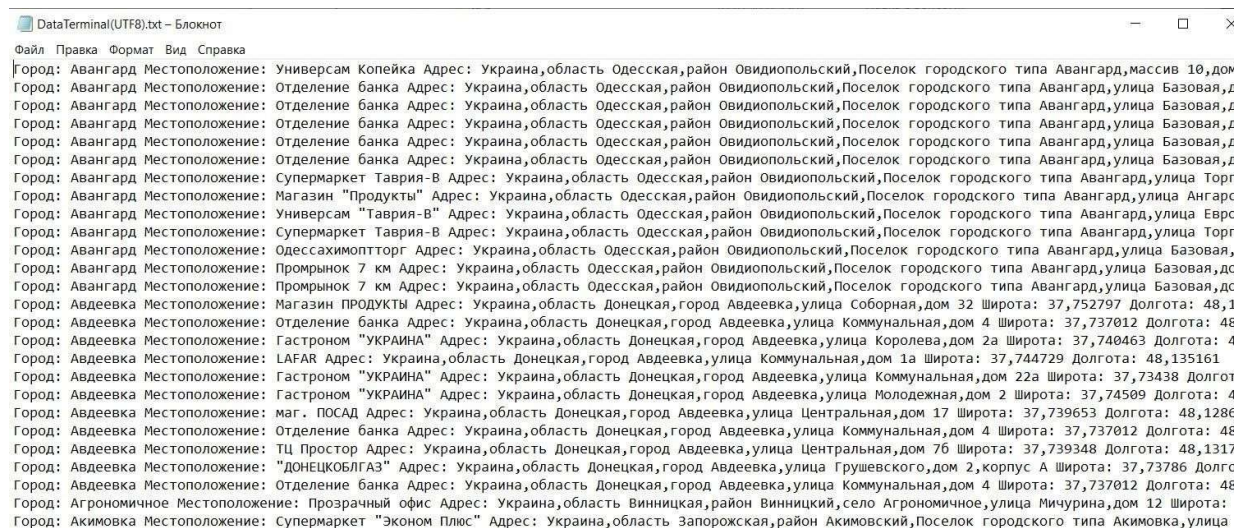 DataTerminal(UTF8).txt – Блокнот
Файл Правка Формат Вид Справка
Город: Авангард Местоположение: Универсам Копейка Адрес: Украина,область Одесская,район Овидиопольский,Поселок городского типа Авангард,массив 10,дом
Город: Авангард Местоположение: Отделение банка Адрес: Украина,область Одесская,район Овидиопольский,Поселок городского типа Авангард,улица Базовая,д
Город: Авангард Местоположение: Отделение банка Адрес: Украина,область Одесская,район Овидиопольский,Поселок городского типа Авангард,улица Базовая,д
Город: Авангард Местоположение: Отделение банка Адрес: Украина,область Одесская,район Овидиопольский,Поселок городского типа Авангард,улица Базовая,д
Город: Авангард Местоположение: Отделение банка Адрес: Украина,область Одесская,район Овидиопольский,Поселок городского типа Авангард,улица Базовая,д
Город: Авангард Местоположение: Отделение банка Адрес: Украина,область Одесская,район Овидиопольский,Поселок городского типа Авангард,улица Базовая,д
Город: Авангард Местоположение: Супермаркет Таврия-В Адрес: Украина,область Одесская,район Овидиопольский,Поселок городского типа Авангард,улица Торг
Город: Авангард Местоположение: Магазин "Продукты" Адрес: Украина,область Одесская,район Овидиопольский,Поселок городского типа Авангард,улица Ангарс
Город: Авангард Местоположение: Универсам "Таврия-В" Адрес: Украина,область Одесская,район Овидиопольский,Поселок городского типа Авангард,улица Евро
Город: Авангард Местоположение: Супермаркет Таврия-В Адрес: Украина,область Одесская,район Овидиопольский,Поселок городского типа Авангард,улица Торг
Город: Авангард Местоположение: Одессахимоптторг Адрес: Украина,область Одесская,район Овидиопольский,Поселок городского типа Авангард,улица Базовая,
Город: Авангард Местоположение: Промрынок 7 км Адрес: Украина,область Одесская,район Овидиопольский,Поселок городского типа Авангард,улица Базовая,до
Город: Авангард Местоположение: Промрынок 7 км Адрес: Украина,область Одесская,район Овидиопольский,Поселок городского типа Авангард,улица Базовая,до
Город: Авдеевка Местоположение: Магазин ПРОДУКТЫ Адрес: Украина,область Донецкая,город Авдеевка,улица Соборная,дом 32 Широта: 37,752797 Долгота: 48,1
Город: Авдеевка Местоположение: Отделение банка Адрес: Украина,область Донецкая,город Авдеевка,улица Коммунальная,дом 4 Широта: 37,737012 Долгота: 48
Город: Авдеевка Местоположение: Гастроном "УКРАИНА" Адрес: Украина,область Донецкая,город Авдеевка,улица Королева,дом 2а Широта: 37,740463 Долгота: 4
Город: Авдеевка Местоположение: LAFAR Адрес: Украина,область Донецкая,город Авдеевка,улица Коммунальная,дом 1а Широта: 37,744729 Долгота: 48,135161
Город: Авдеевка Местоположение: Гастроном "УКРАИНА" Адрес: Украина,область Донецкая,город Авдеевка,улица Коммунальная,дом 22а Широта: 37,73438 Долгот
Город: Авдеевка Местоположение: Гастроном "УКРАИНА" Адрес: Украина,область Донецкая,город Авдеевка,улица Молодежная,дом 2 Широта: 37,74509 Долгота: 4
Город: Авдеевка Местоположение: маг. ПОСАД Адрес: Украина,область Донецкая,город Авдеевка,улица Центральная,дом 17 Широта: 37,739653 Долгота: 48,1286
Город: Авдеевка Местоположение: Отделение банка Адрес: Украина,область Донецкая,город Авдеевка,улица Коммунальная,дом 4 Широта: 37,737012 Долгота: 48
Город: Авдеевка Местоположение: ТЦ Простор Адрес: Украина,область Донецкая,город Авдеевка,улица Центральная,дом 7б Широта: 37,739348 Долгота: 48,1317
Город: Авдеевка Местоположение: "ДОНЕЦКОБЛГАЗ" Адрес: Украина,область Донецкая,город Авдеевка,улица Грушевского,дом 2,корпус А Широта: 37,73786 Долго
Город: Авдеевка Местоположение: Отделение банка Адрес: Украина,область Донецкая,город Авдеевка,улица Коммунальная,дом 4 Широта: 37,737012 Долгота: 48
Город: Агрономичное Местоположение: Прозрачный офис Адрес: Украина,область Винницкая,район Винницкий,село Агрономичное,улица Мичурина,дом 12 Широта:
Город: Акимовка Местоположение: Супермаркет "Эконом Плюс" Адрес: Украина,область Запорожская,район Акимовский,Поселок городского типа Акимовка,улица